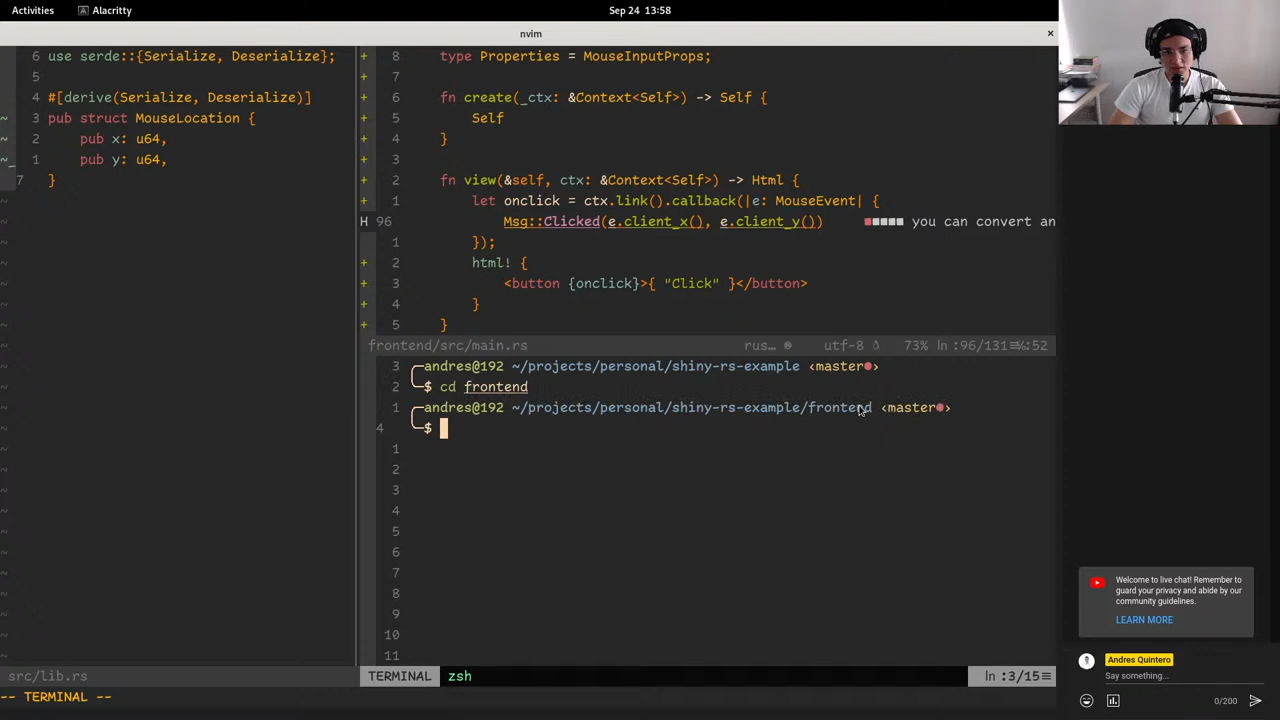 Activities
Alacritty
Sep 24 13:58
nvim
×
6 use serde::{Serialize, Deserialize};
5
4 #[derive(Serialize, Deserialize)]
~ 3 pub struct MouseLocation {
2 pub x: u64,
~ 1 pub y: u64,
7 }
src/lib.rs
+ 8 type Properties = MouseInputProps;
+ 7
+ 6 fn create(_ctx: &Context<Self>) -> Self {
+ 5 Self
+ 4 }
+ 3
+ 2 fn view(&self, ctx: &Context<Self>) -> Html {
+ 1 let onclick = ctx.link().callback(|e: MouseEvent| {
H 96 Msg::Clicked(e.client_x(), e.client_y()) ■■■■■ you can convert an
1 });
+ 2 html! {
+ 3 <button {onclick}>{ "Click" }</button>
+ 4 }
+ 5 }
frontend/src/main.rs rus… utf-8 73% ln :96/131≡
:52
3 ╭─andres@192 ~/projects/personal/shiny-rs-example ‹master●›
2 ╰─$ cd frontend
1 ╭─andres@192 ~/projects/personal/shiny-rs-example/frontend ‹master●›
4 ╰─$
1
2
3
4
5
6
7
8
9
10
11
TERMINAL zsh ln :3/15≡
-- TERMINAL --
Welcome to live chat! Remember to
guard your privacy and abide by our
community guidelines.
LEARN MORE
Andres Quintero
Say something...
0/200